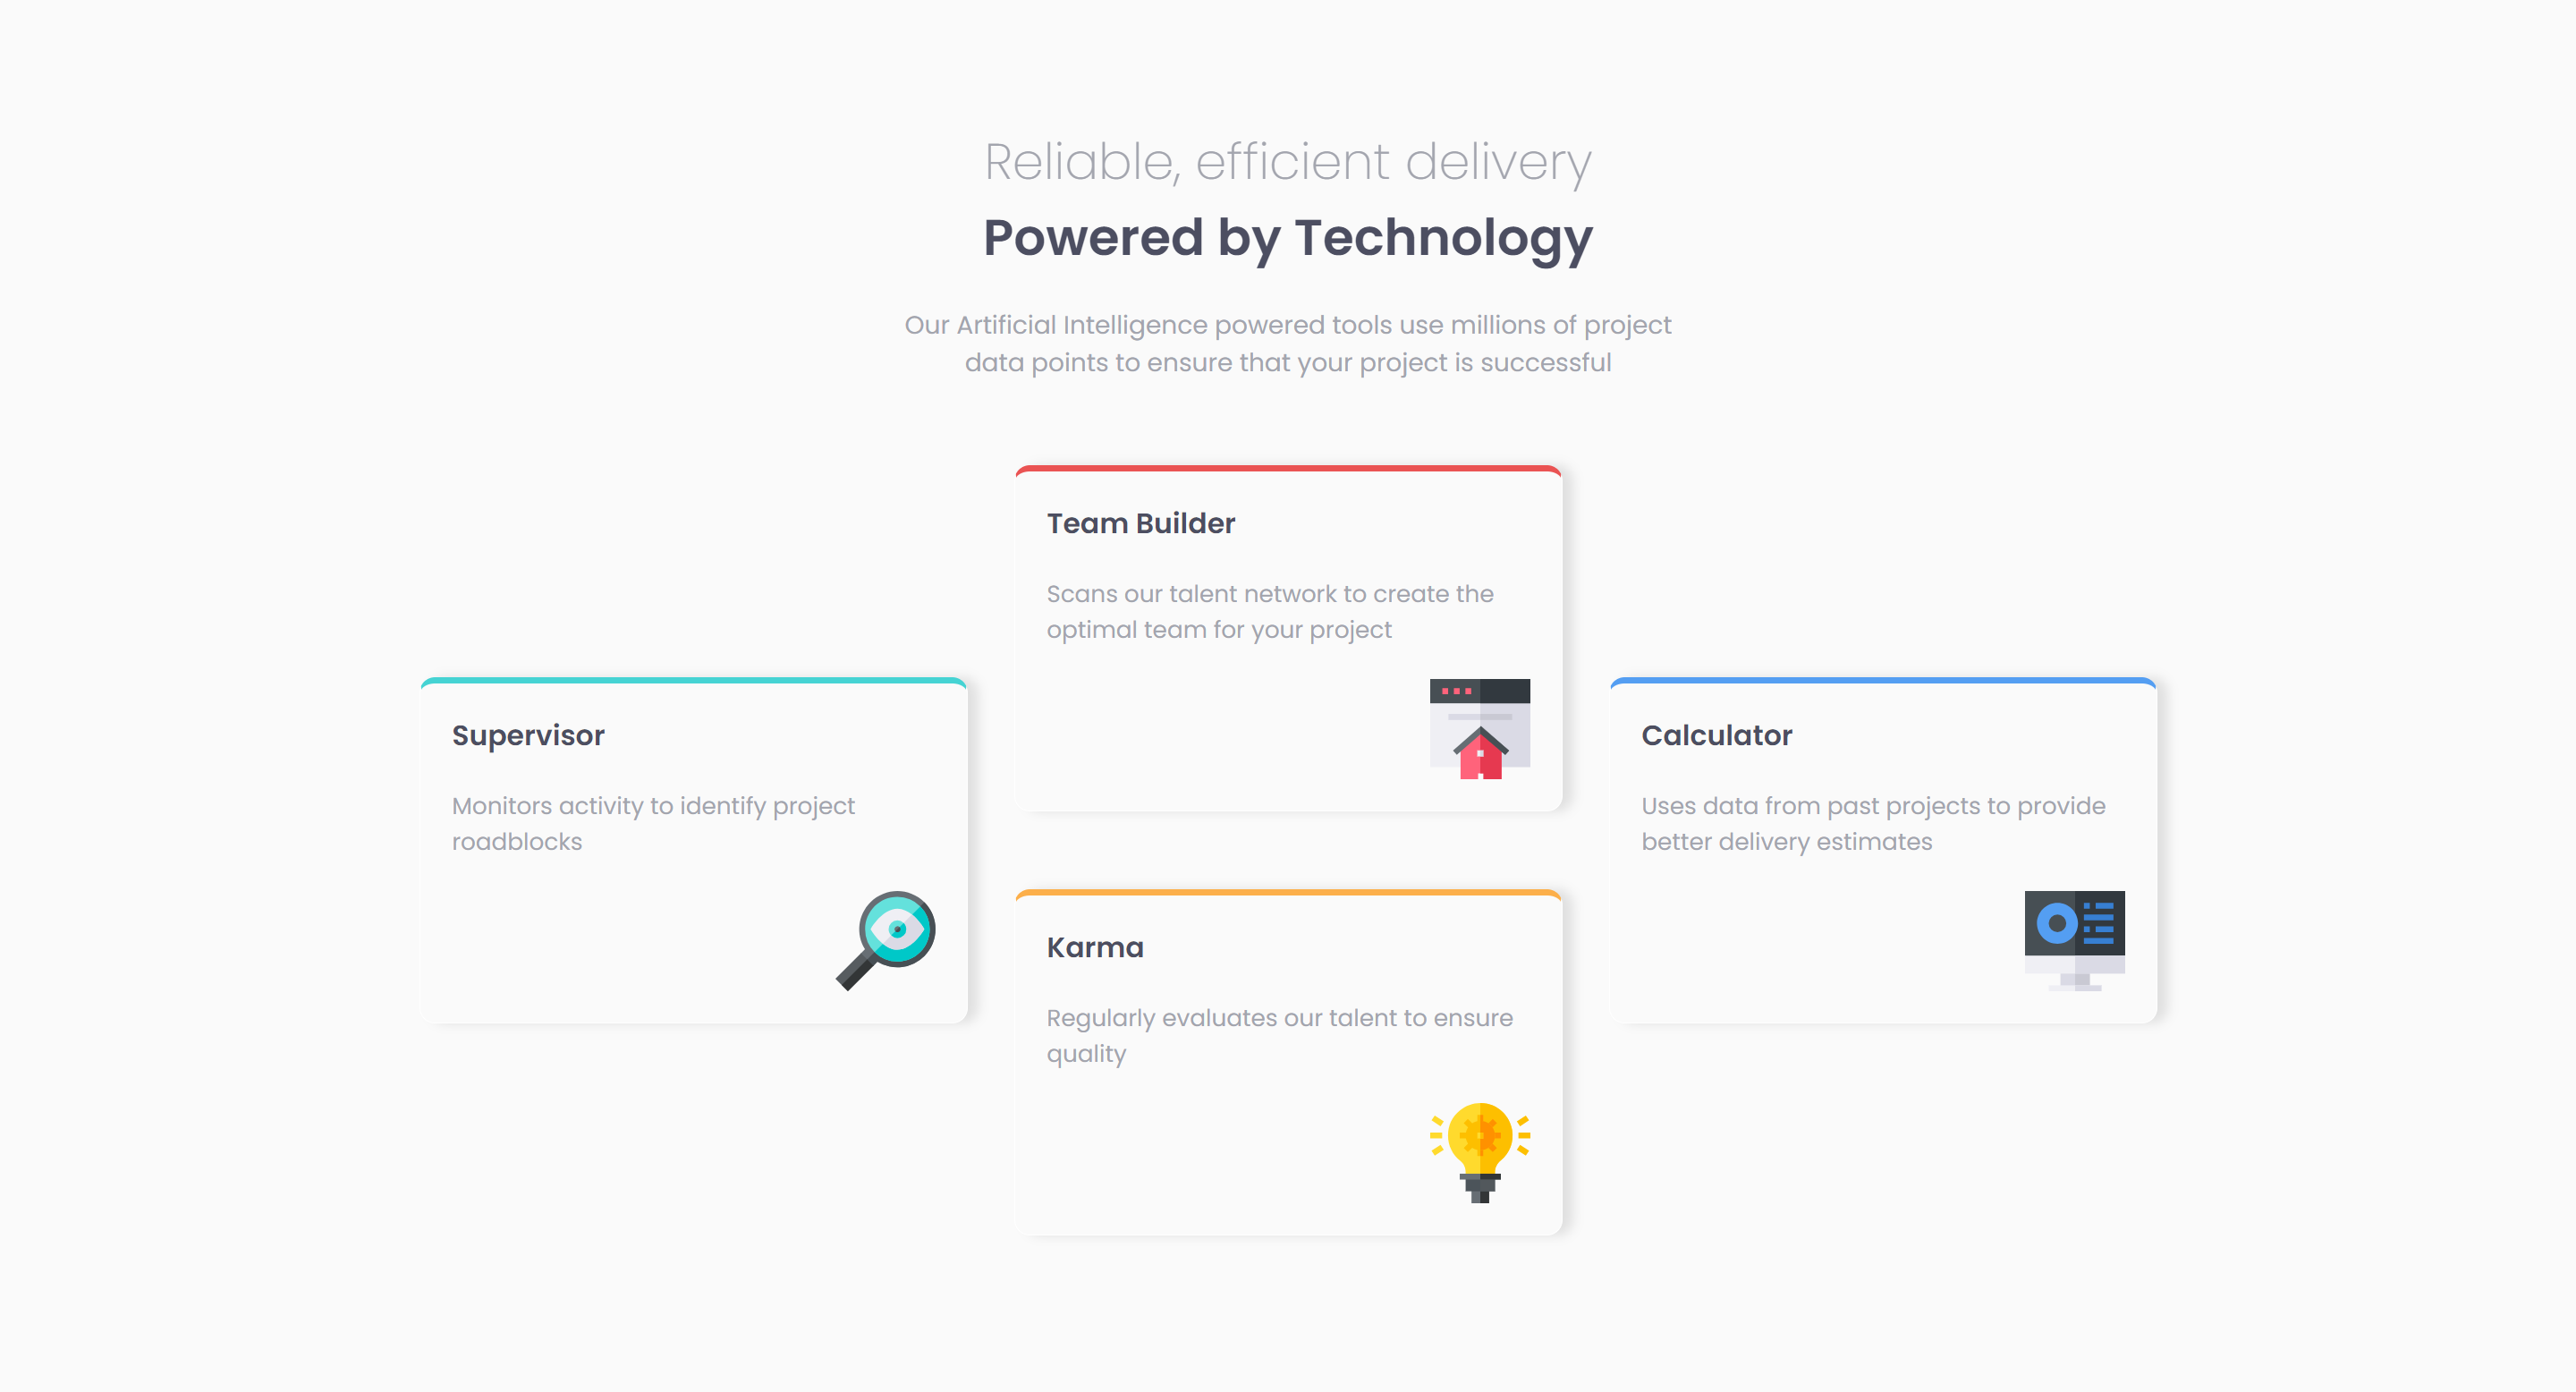 Reliable, efficient delivery
Powered by Technology
Our Artificial Intelligence powered tools use millions of project
data points to ensure that your project is successful
Team Builder
Scans our talent network to create the
optimal team for your project
Supervisor
Monitors activity to identify project
roadblocks
Calculator
Uses data from past projects to provide
better delivery estimates
Karma
Regularly evaluates our talent to ensure
quality